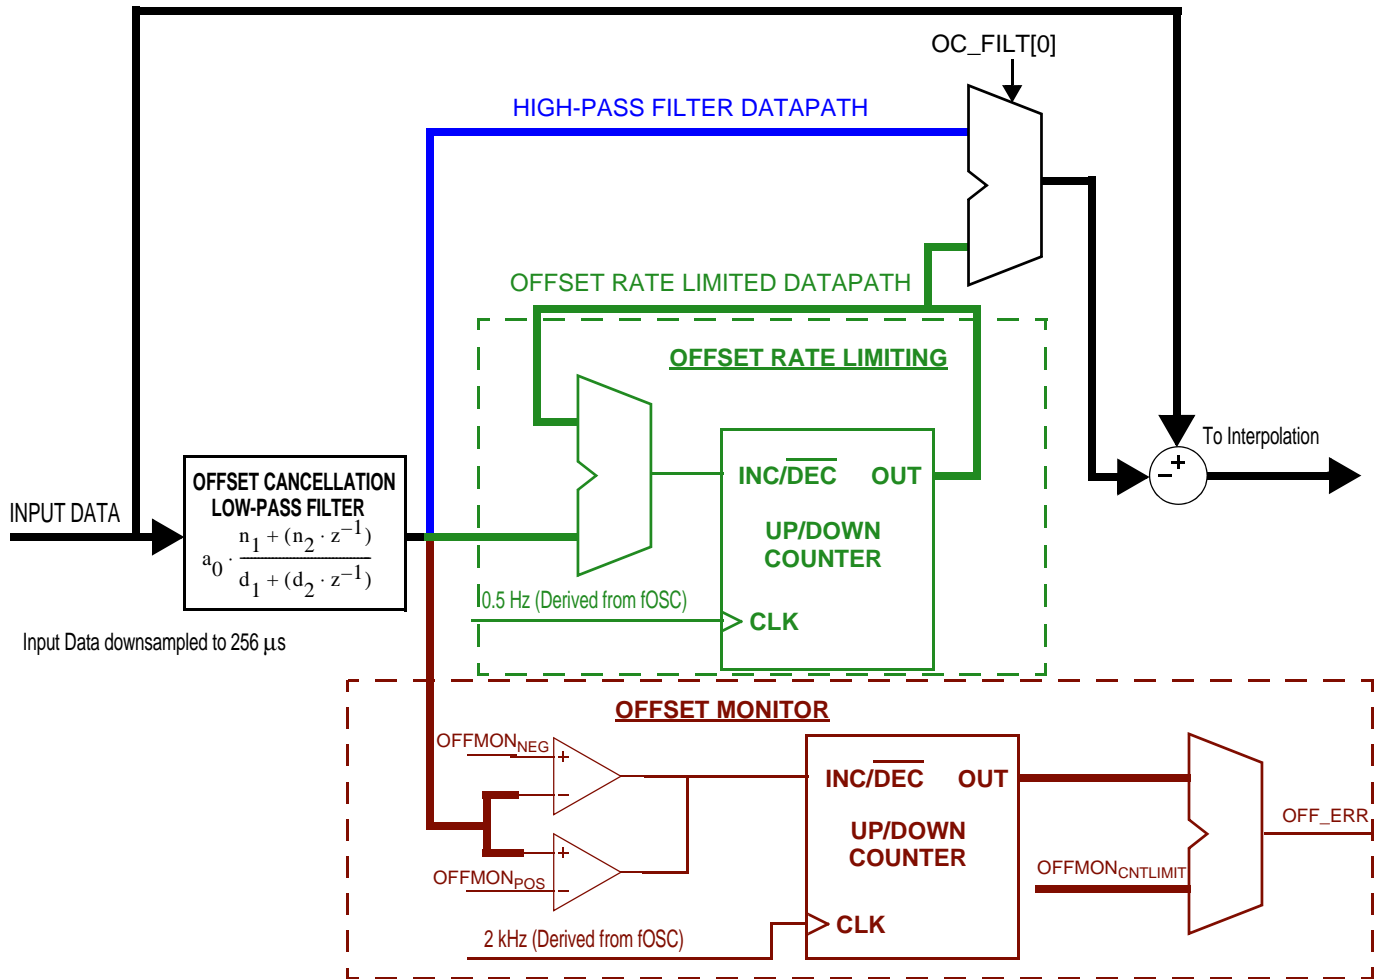 OC_FILT[0]
HIGH-PASS FILTER DATAPATH
OFFSET RATE LIMITED DATAPATH
OFFSET RATE LIMITING
INC/DEC OUT
UP/DOWN
COUNTER
0.5 Hz (Derived from fOSC)
CLK
To Interpolation
+
−
INPUT DATA
OFFSET CANCELLATION
LOW-PASS FILTER
a0 · (n1 + (n2 · z−1)) / (d1 + (d2 · z−1))
Input Data downsampled to 256 μs
OFFSET MONITOR
OFFMONNEG
+
−
+
−
OFFMONPOS
INC/DEC OUT
UP/DOWN
COUNTER
2 kHz (Derived from fOSC)
CLK
OFFMONCNTLIMIT
OFF_ERR